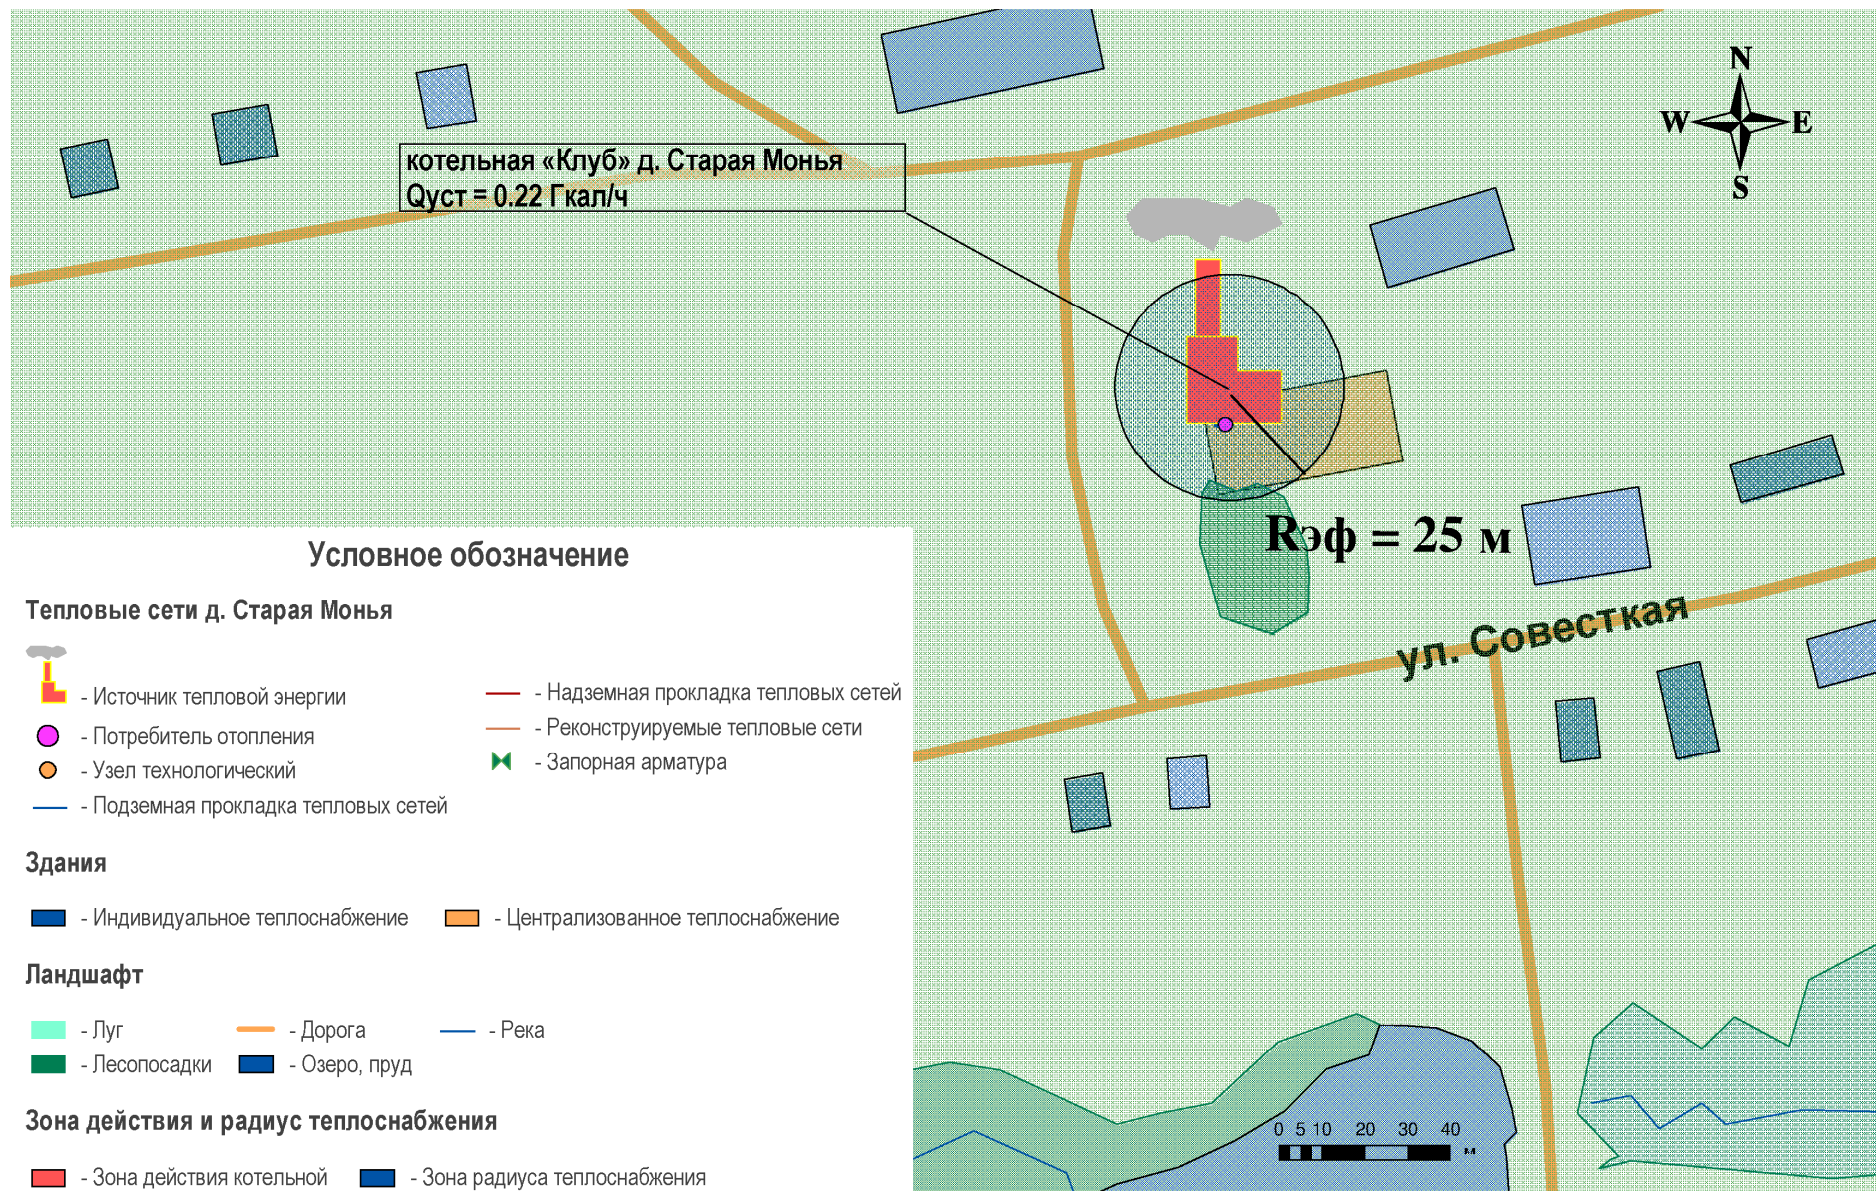 N
W E
S
котельная «Клуб» д. Старая Монья
Qуст = 0.22 Гкал/ч
Rэф = 25 м
ул. Совесткая
Условное обозначение
Тепловые сети д. Старая Монья
- Источник тепловой энергии
- Потребитель отопления
- Узел технологический
- Подземная прокладка тепловых сетей
- Надземная прокладка тепловых сетей
- Реконструируемые тепловые сети
- Запорная арматура
Здания
- Индивидуальное теплоснабжение
- Централизованное теплоснабжение
Ландшафт
- Луг
- Дорога
- Река
- Лесопосадки
- Озеро, пруд
Зона действия и радиус теплоснабжения
- Зона действия котельной
- Зона радиуса теплоснабжения
0 5 10 20 30 40
м